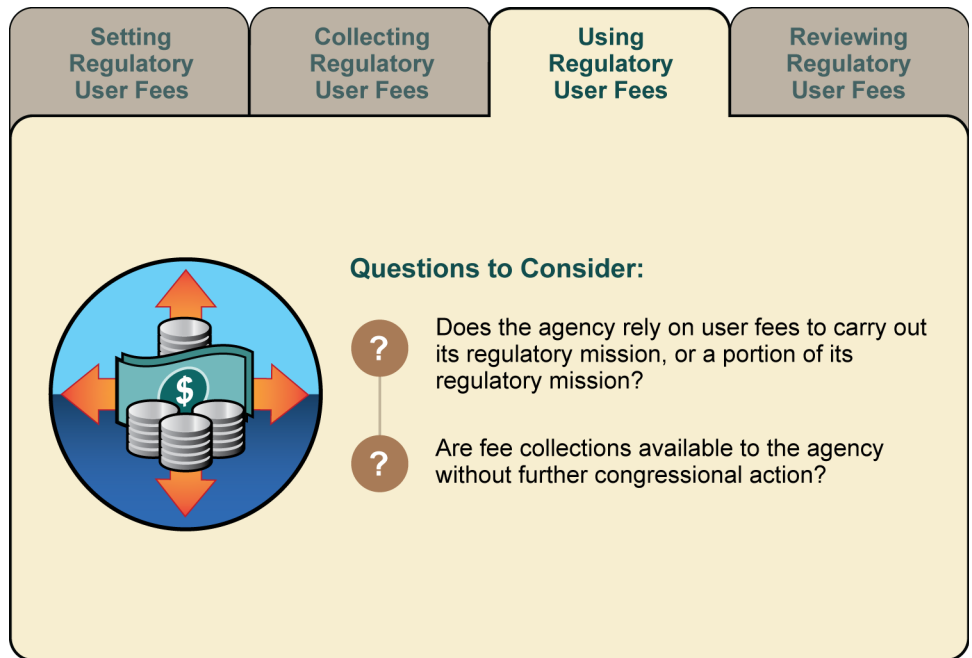 Setting
Regulatory
User Fees
Collecting
Regulatory
User Fees
Using
Regulatory
User Fees
Reviewing
Regulatory
User Fees
Questions to Consider:
?
Does the agency rely on user fees to carry out
its regulatory mission, or a portion of its
regulatory mission?
?
Are fee collections available to the agency
without further congressional action?
$